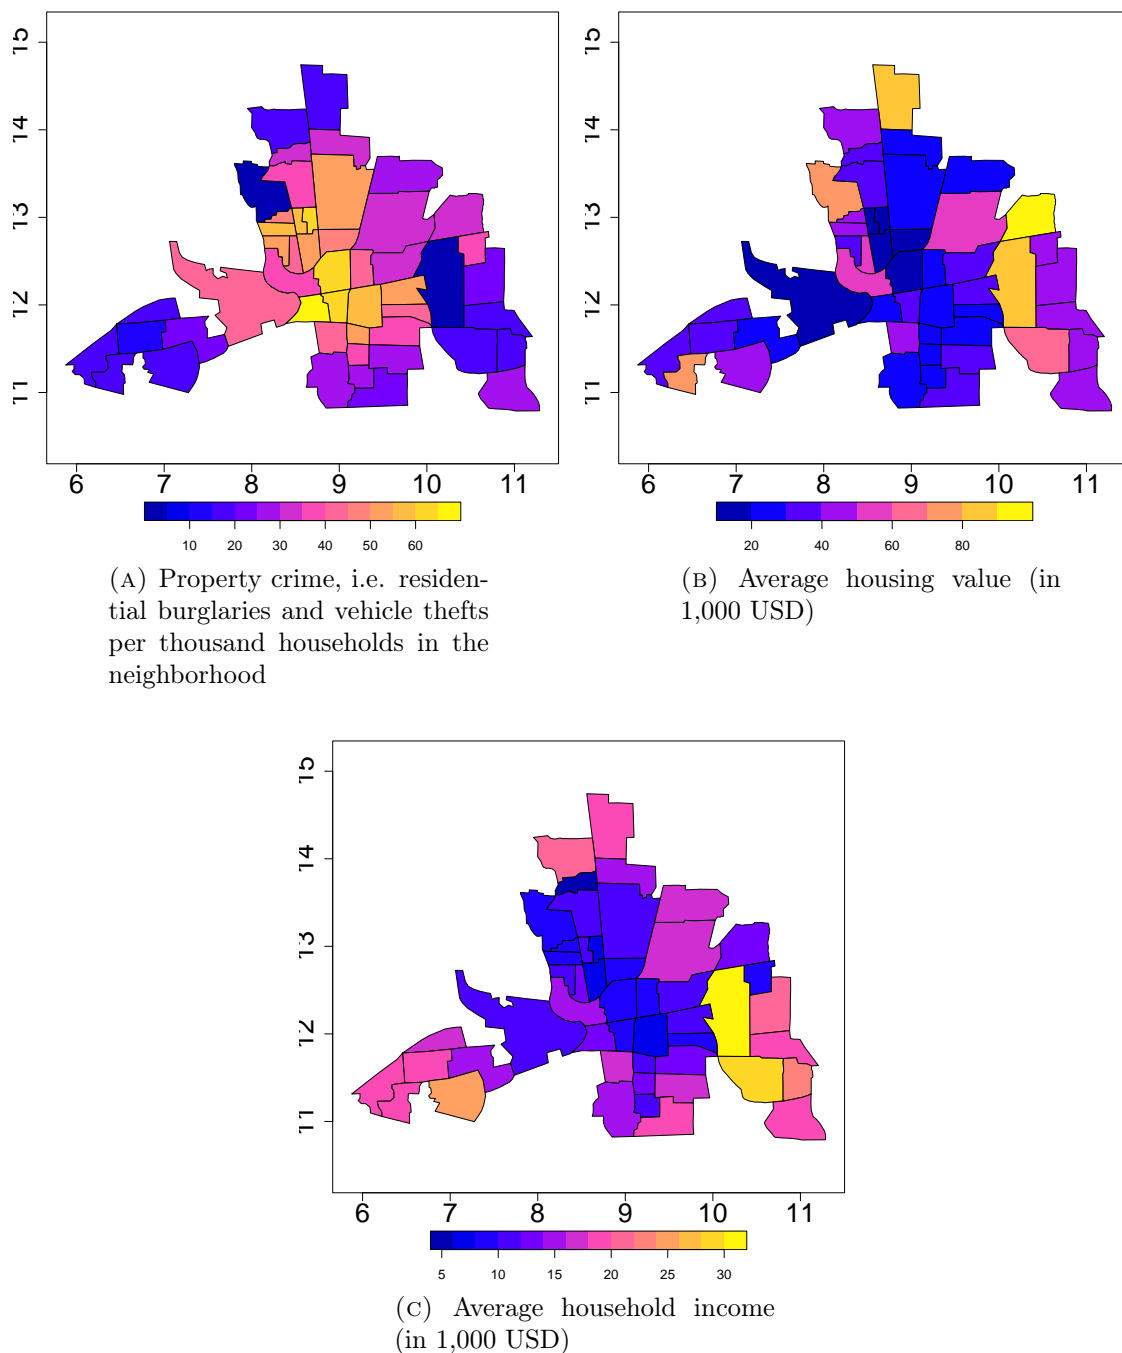 15
14
13
12
11
6 7 8 9 10 11
10 20 30 40 50 60
(A) Property crime, i.e. residen-
tial burglaries and vehicle thefts
per thousand households in the
neighborhood
15
14
13
12
11
6 7 8 9 10 11
20 40 60 80
(B) Average housing value (in
1,000 USD)
15
14
13
12
11
6 7 8 9 10 11
5 10 15 20 25 30
(C) Average household income
(in 1,000 USD)